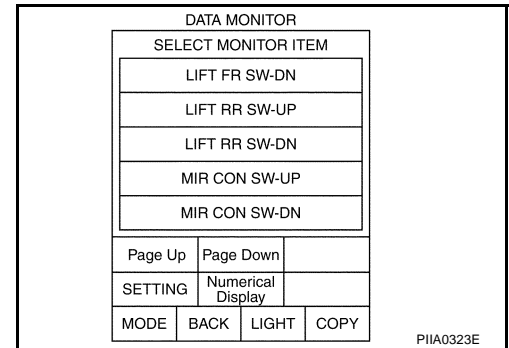 DATA MONITOR
SELECT MONITOR ITEM
LIFT FR SW-DN
LIFT RR SW-UP
LIFT RR SW-DN
MIR CON SW-UP
MIR CON SW-DN
Page Up Page Down
SETTING Numerical
Display
MODE BACK LIGHT COPY
PIIA0323E